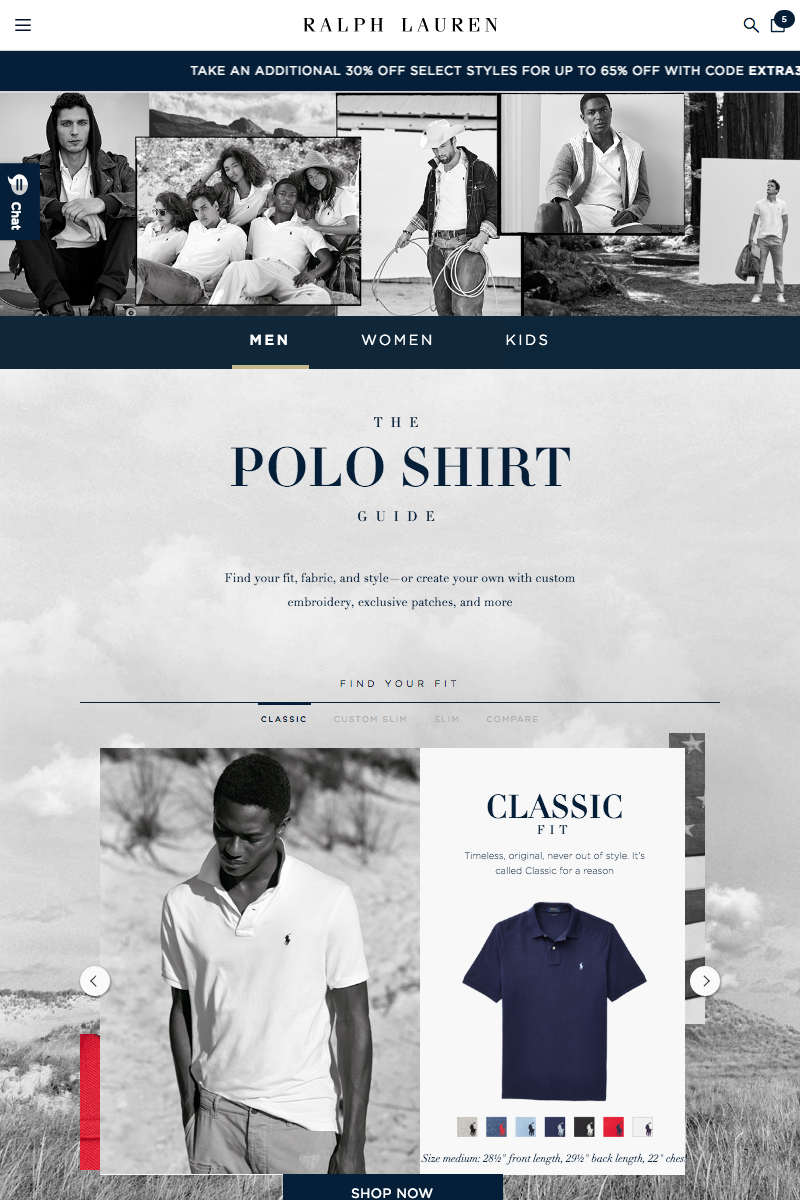 RALPH LAUREN
5
TAKE AN ADDITIONAL 30% OFF SELECT STYLES FOR UP TO 65% OFF WITH CODE EXTRA3
Chat
MEN WOMEN KIDS
THE
POLO SHIRT
GUIDE
Find your fit, fabric, and style—or create your own with custom
embroidery, exclusive patches, and more
FIND YOUR FIT
CLASSIC CUSTOM SLIM SLIM COMPARE
CLASSIC
FIT
Timeless, original, never out of style. It's
called Classic for a reason
Size medium: 28½" front length, 29½" back length, 22" ches
SHOP NOW